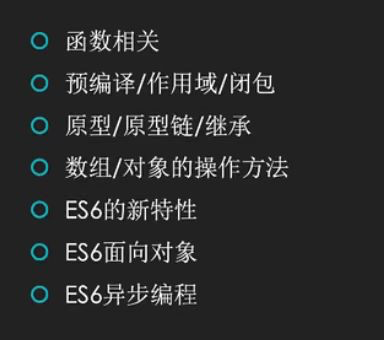 函数相关
预编译/作用域/闭包
原型/原型链/继承
数组/对象的操作方法
ES6的新特性
ES6面向对象
ES6异步编程